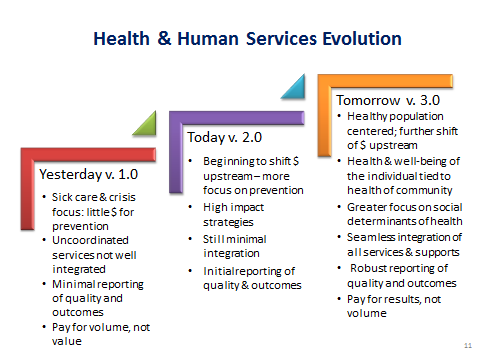 Health & Human Services Evolution
Yesterday v. 1.0
• Sick care & crisis
focus: little $ for
prevention
• Uncoordinated
services not well
integrated
• Minimal reporting
of quality and
outcomes
• Pay for volume, not
value
Today v. 2.0
• Beginning to shift $
upstream – more
focus on prevention
• High impact
strategies
• Still minimal
integration
• Initial reporting of
quality & outcomes
Tomorrow v. 3.0
• Healthy population
centered; further shift
of $ upstream
• Health & well-being of
the individual tied to
health of community
• Greater focus on social
determinants of health
• Seamless integration of
all services & supports
• Robust reporting of
quality and outcomes
• Pay for results, not
volume
11